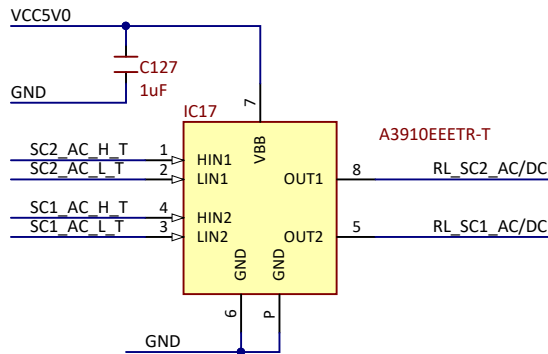 VCC5V0
C127
1uF
GND
IC17
7
VBB
A3910EEETR-T
SC2_AC_H_T 1 HIN1
SC2_AC_L_T 2 LIN1
OUT1 8 RL_SC2_AC/DC
SC1_AC_H_T 4 HIN2
SC1_AC_L_T 3 LIN2
OUT2 5 RL_SC1_AC/DC
GND GND
6 P
GND